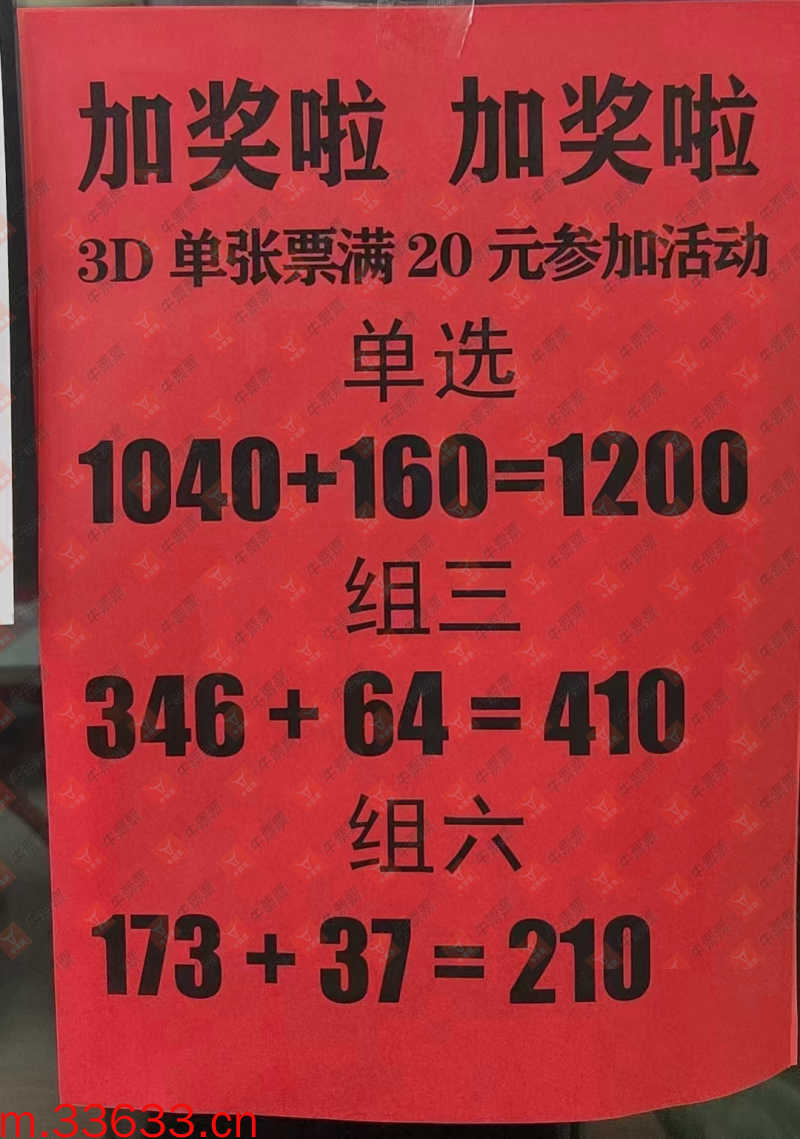 加奖啦 加奖啦
3D 单张票满 20 元参加活动
单选
1040+160=1200
组三
346 + 64 = 410
组六
173 + 37 = 210
m.33633.cn